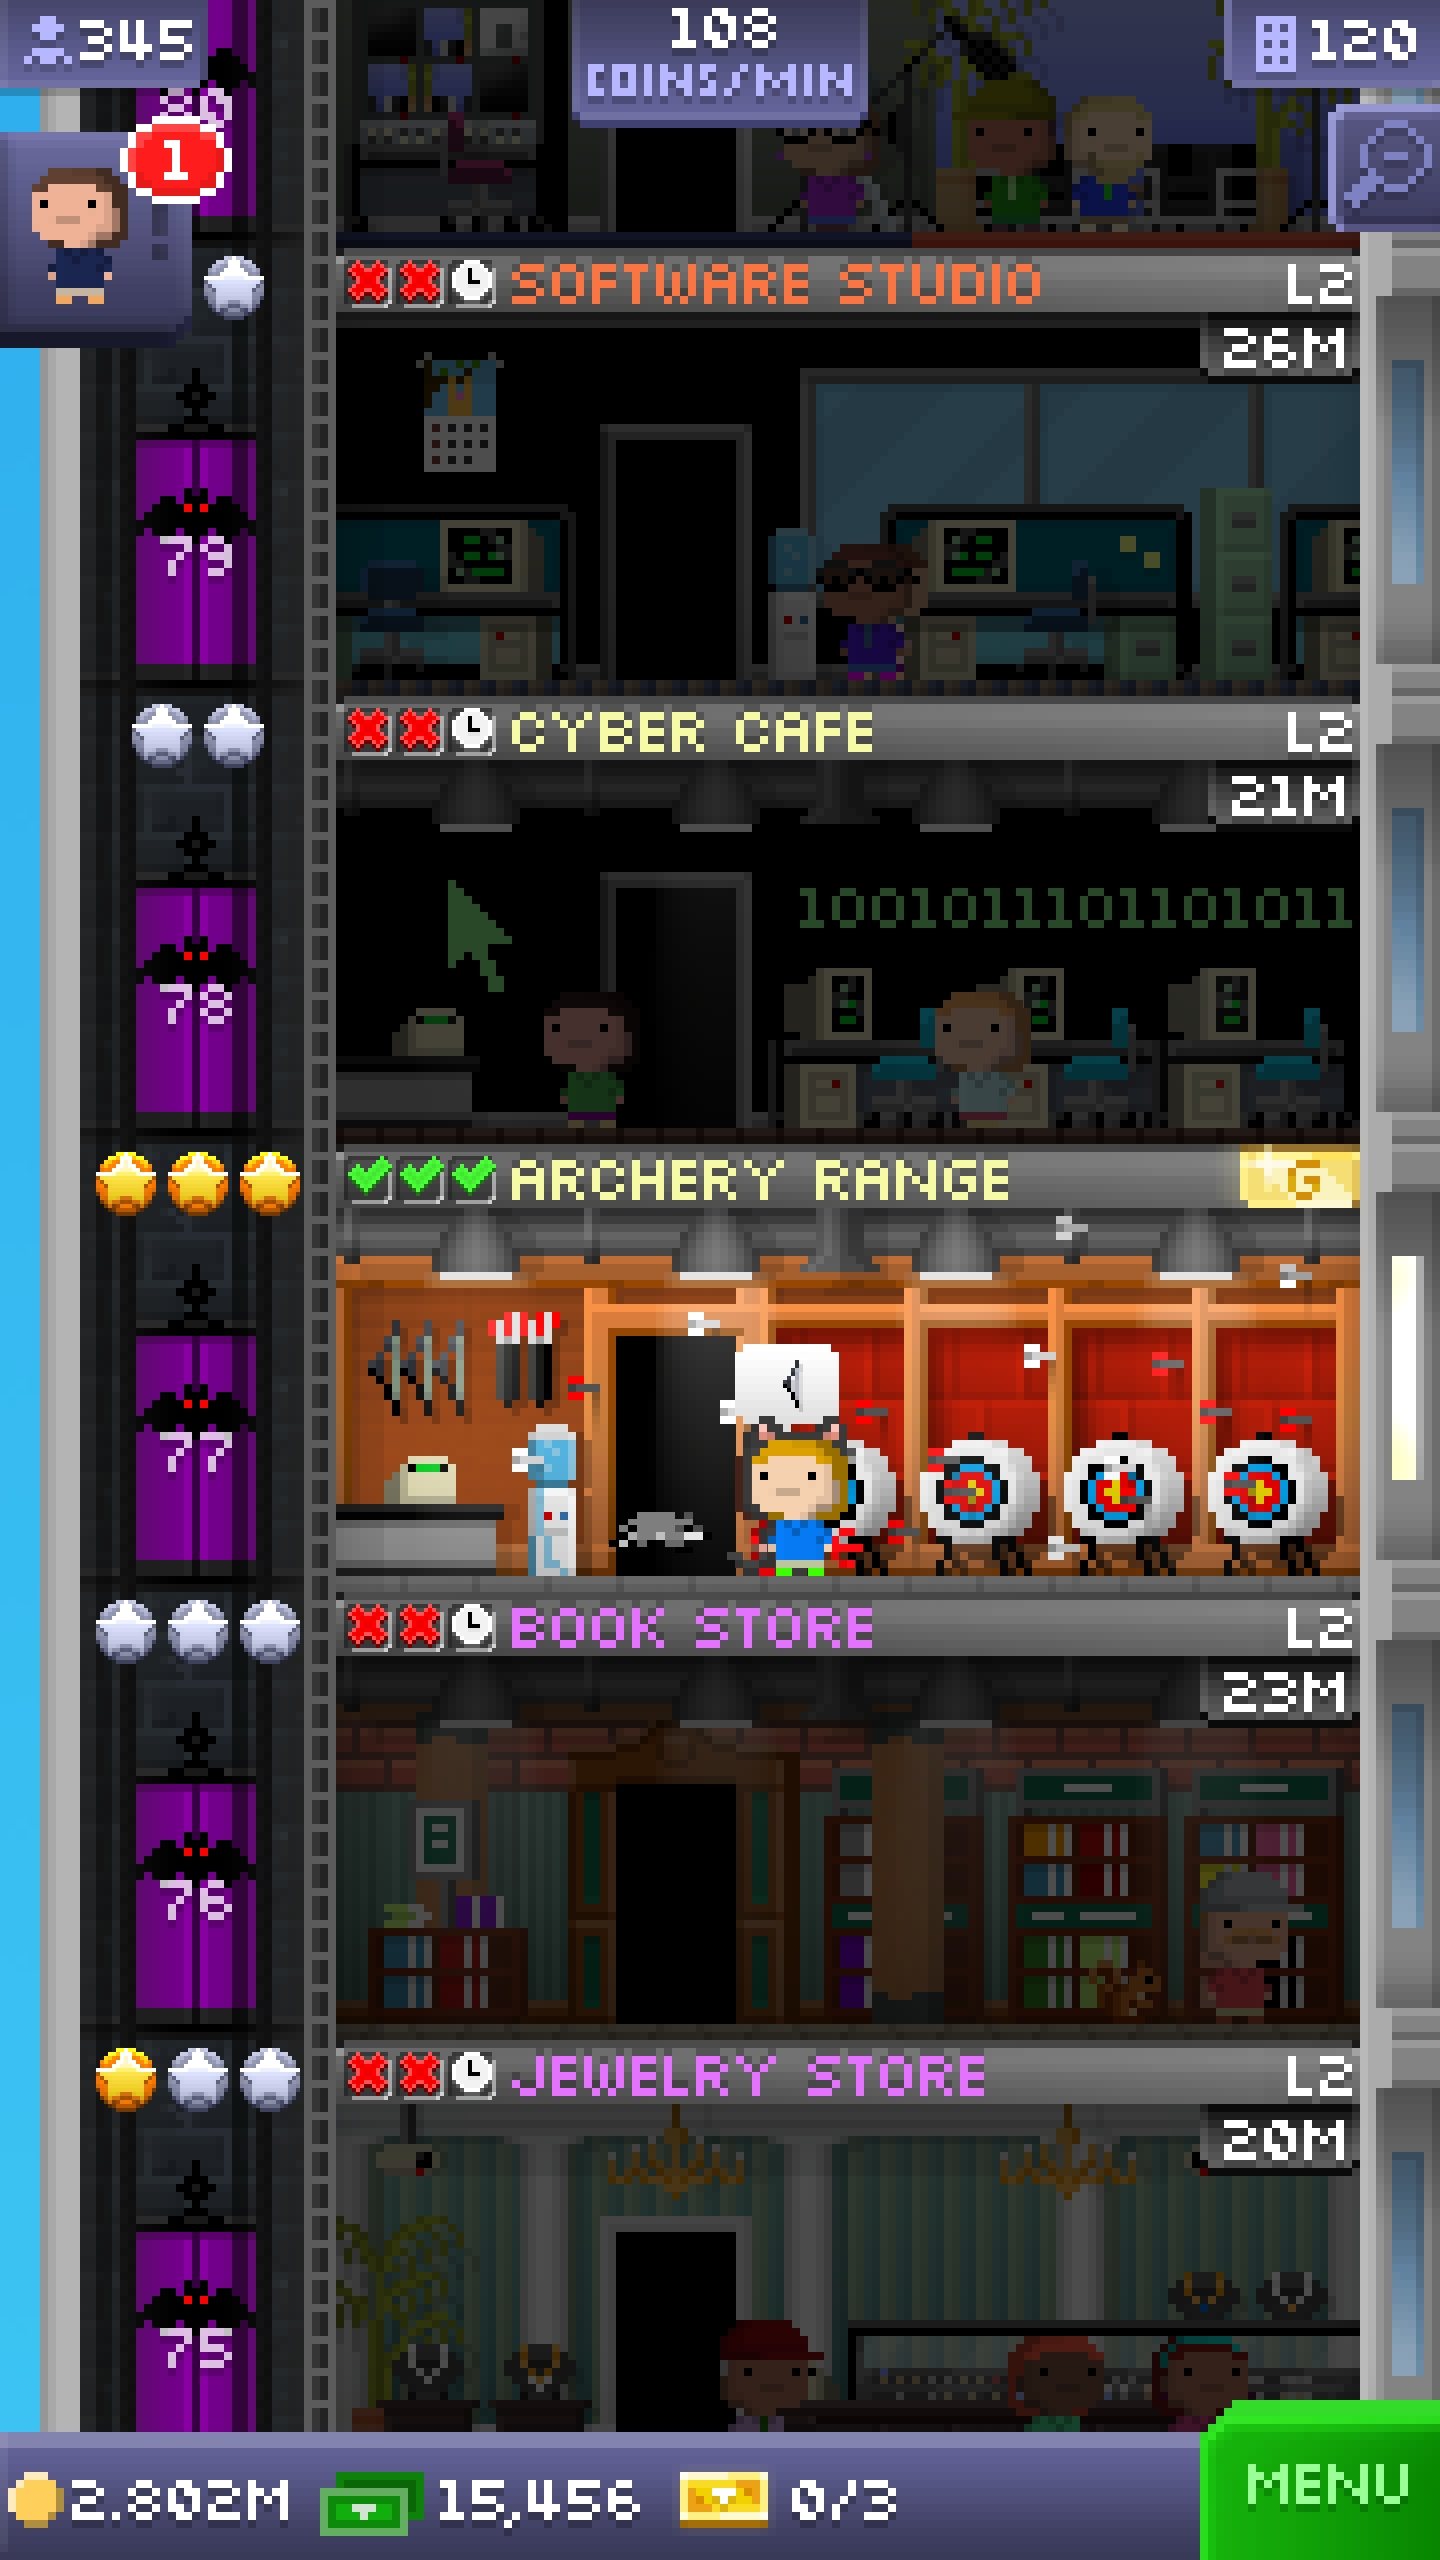 345
108
COINS/MIN
120
80
1
SOFTWARE STUDIO L2
26M
79
CYBER CAFE L2
21M
1001011101101011
78
ARCHERY RANGE G
77
BOOK STORE L2
23M
76
JEWELRY STORE L2
20M
75
2.802M 15,456 0/3
MENU